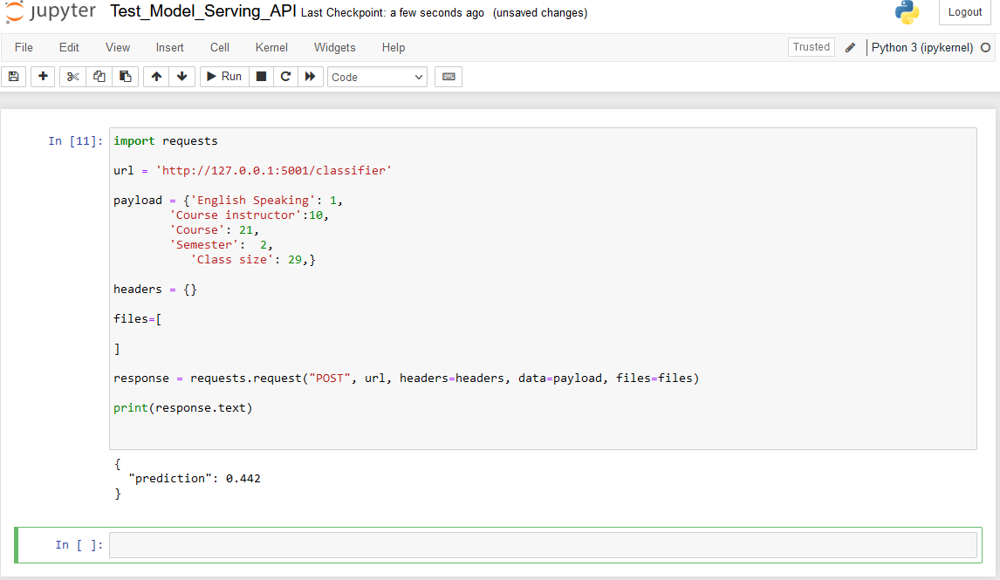 jupyter Test_Model_Serving_API Last Checkpoint: a few seconds ago (unsaved changes) Logout
File Edit View Insert Cell Kernel Widgets Help Trusted Python 3 (ipykernel)
Run Code
In [11]: import requests
url = 'http://127.0.0.1:5001/classifier'
payload = {'English Speaking': 1,
'Course instructor':10,
'Course': 21,
'Semester':  2,
'Class size': 29,}
headers = {}
files=[
]
response = requests.request("POST", url, headers=headers, data=payload, files=files)
print(response.text)
{
"prediction": 0.442
}
In [ ]: